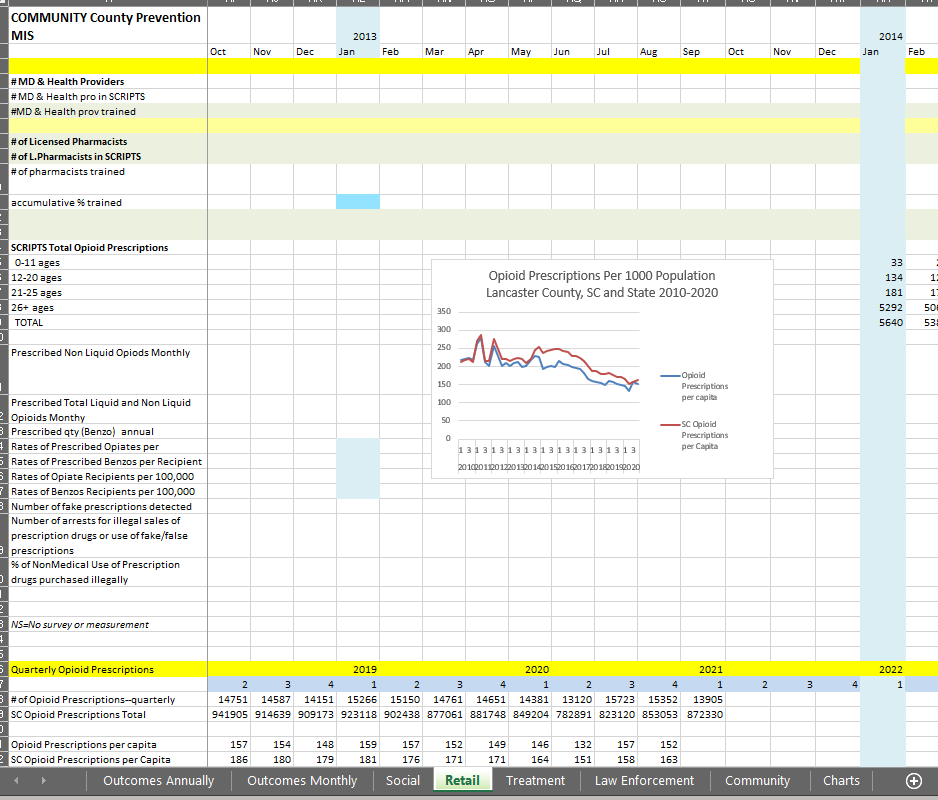 COMMUNITY County Prevention
MIS
2013 2014
Oct Nov Dec Jan Feb Mar Apr May Jun Jul Aug Sep Oct Nov Dec Jan Feb
# MD & Health Providers
# MD & Health pro in SCRIPTS
#MD & Health prov trained
# of Licensed Pharmacists
# of L.Pharmacists in SCRIPTS
# of pharmacists trained
accumulative % trained
SCRIPTS Total Opioid Prescriptions
0-11 ages 33
12-20 ages 134
21-25 ages 181
26+ ages 5292
TOTAL 5640
Opioid Prescriptions Per 1000 Population
Lancaster County, SC and State 2010-2020
350
300
250
200
150
100
50
0
1 3 1 3 1 3 1 3 1 3 1 3 1 3 1 3 1 3 1 3 1 3
2010 2011 2012 2013 2014 2015 2016 2017 2018 2019 2020
Opioid
Prescriptions
per capita
SC Opioid
Prescriptions
per Capita
Prescribed Non Liquid Opiods Monthly
Prescribed Total Liquid and Non Liquid
Opioids Monthy
Prescribed qty (Benzo) annual
Rates of Prescribed Opiates per
Rates of Prescribed Benzos per Recipient
Rates of Opiate Recipients per 100,000
Rates of Benzos Recipients per 100,000
Number of fake prescriptions detected
Number of arrests for illegal sales of
prescription drugs or use of fake/false
prescriptions
% of NonMedical Use of Prescription
drugs purchased illegally
NS=No survey or measurement
Quarterly Opioid Prescriptions 2019 2020 2021 2022
2 3 4 1 2 3 4 1 2 3 4 1 2 3 4 1
# of Opioid Prescriptions--quarterly 14751 14587 14151 15266 15150 14761 14651 14381 13120 15723 15352 13905
SC Opioid Prescriptions Total 941905 914639 909173 923118 902438 877061 881748 849204 782891 823120 853053 872330
Opioid Prescriptions per capita 157 154 148 159 157 152 149 146 132 157 152
SC Opioid Prescriptions per Capita 186 180 179 181 176 171 171 164 151 158 163
Outcomes Annually Outcomes Monthly Social Retail Treatment Law Enforcement Community Charts